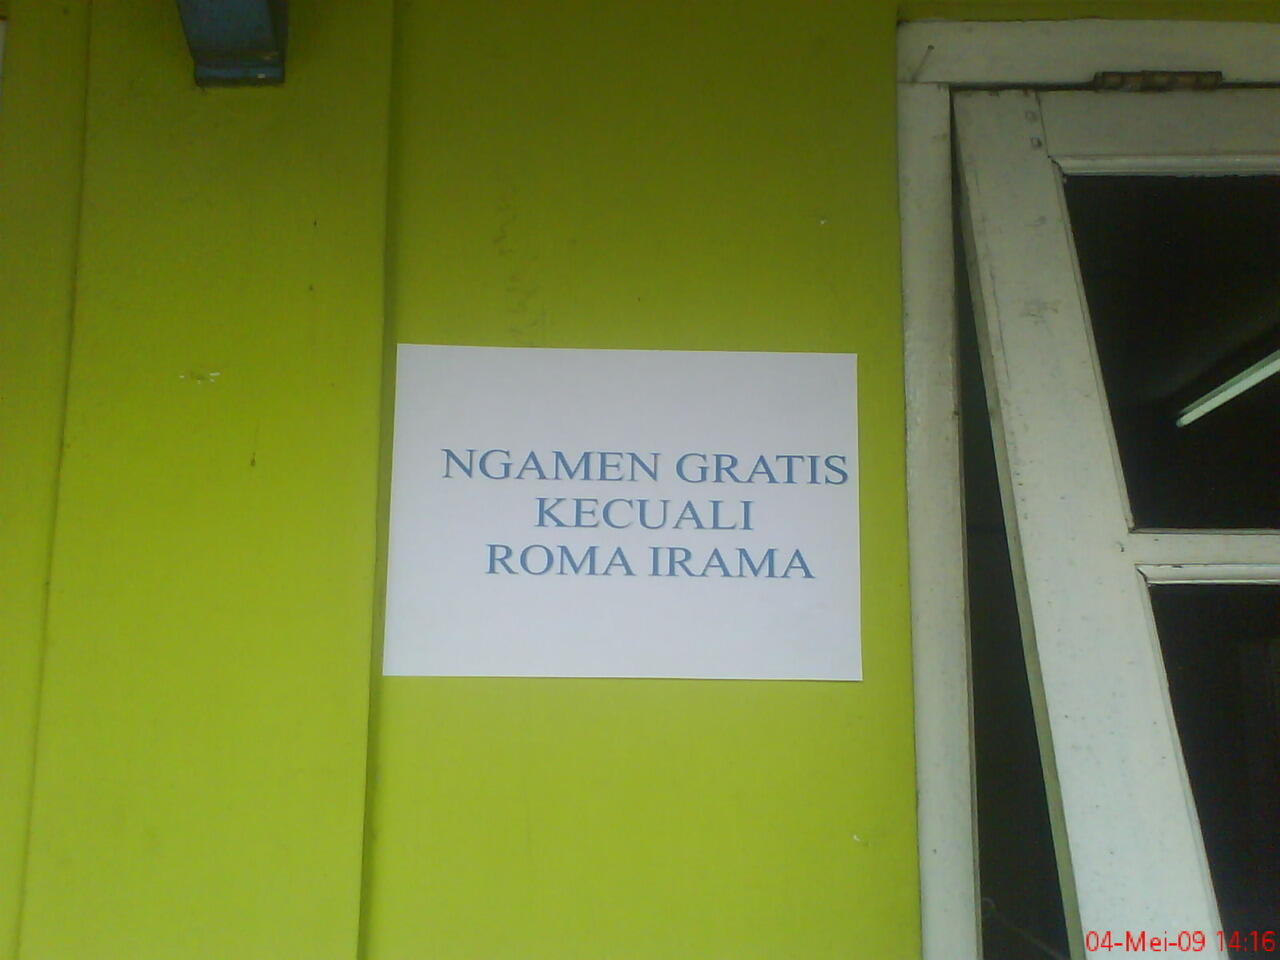 NGAMEN GRATIS
KECUALI
ROMA IRAMA
04-Mei-09 14:16